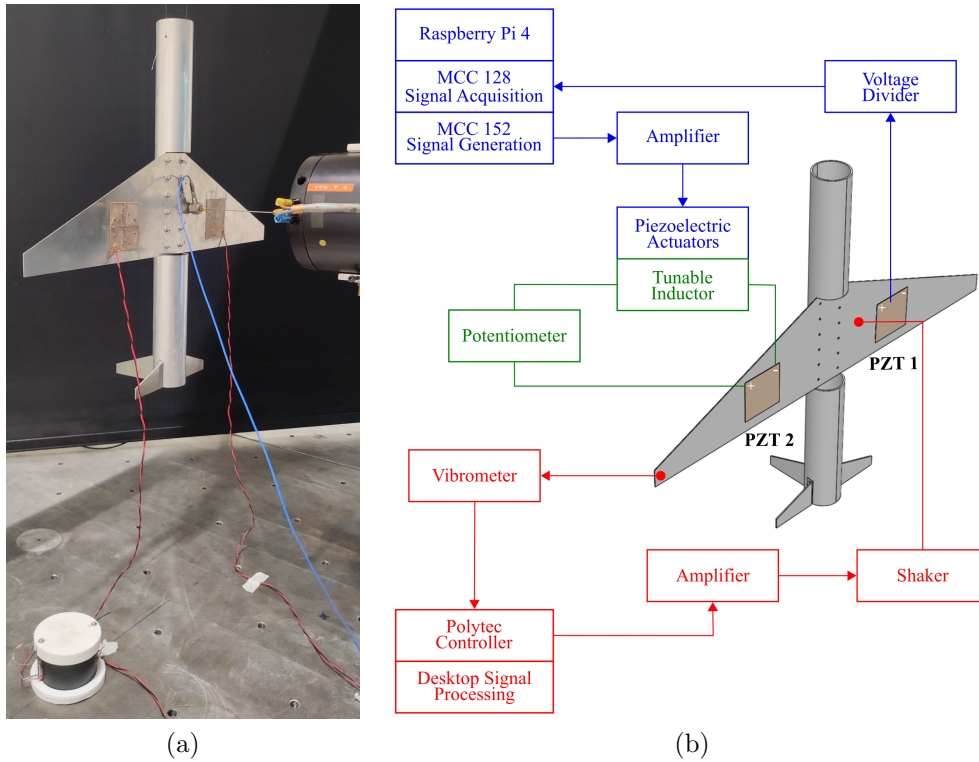 Raspberry Pi 4
MCC 128
Signal Acquisition
MCC 152
Signal Generation
Amplifier
Voltage
Divider
Piezoelectric
Actuators
Tunable
Inductor
Potentiometer
+
-
PZT 1
+
-
PZT 2
Vibrometer
Amplifier
Shaker
Polytec
Controller
Desktop Signal
Processing
(a)
(b)